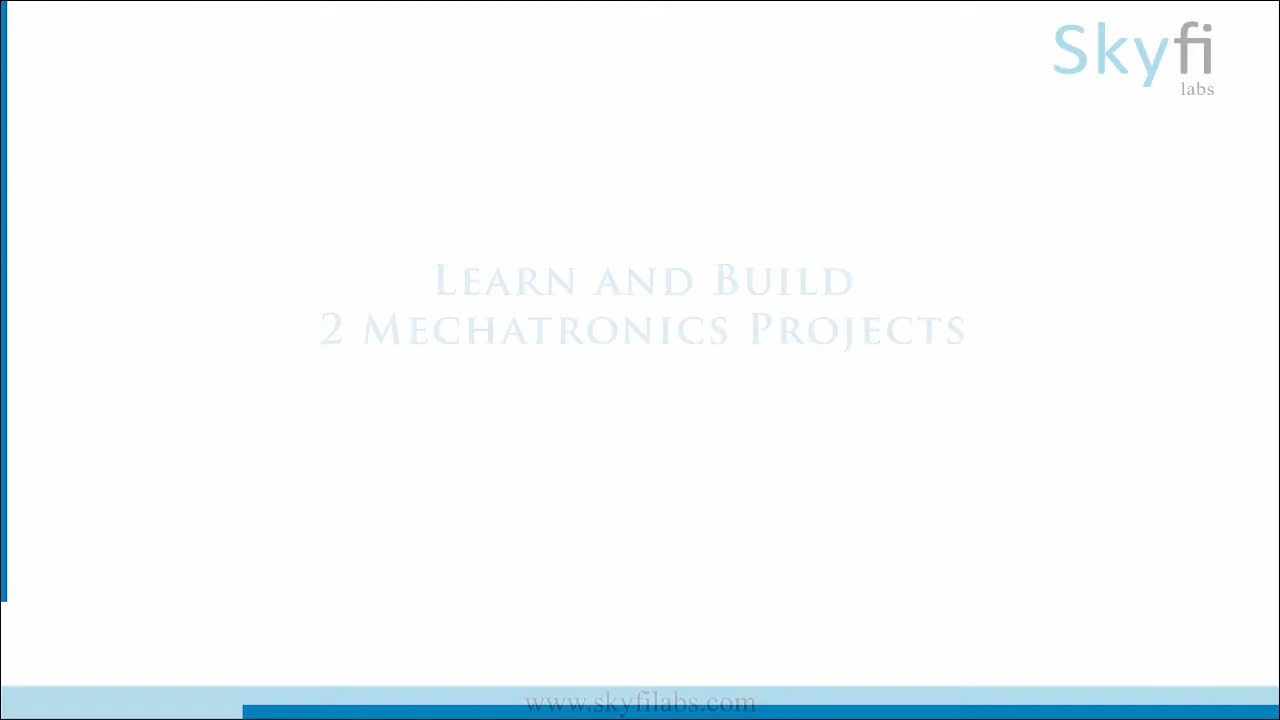 Skyfi
labs
LEARN AND BUILD
2 MECHATRONICS PROJECTS
www.skyfilabs.com